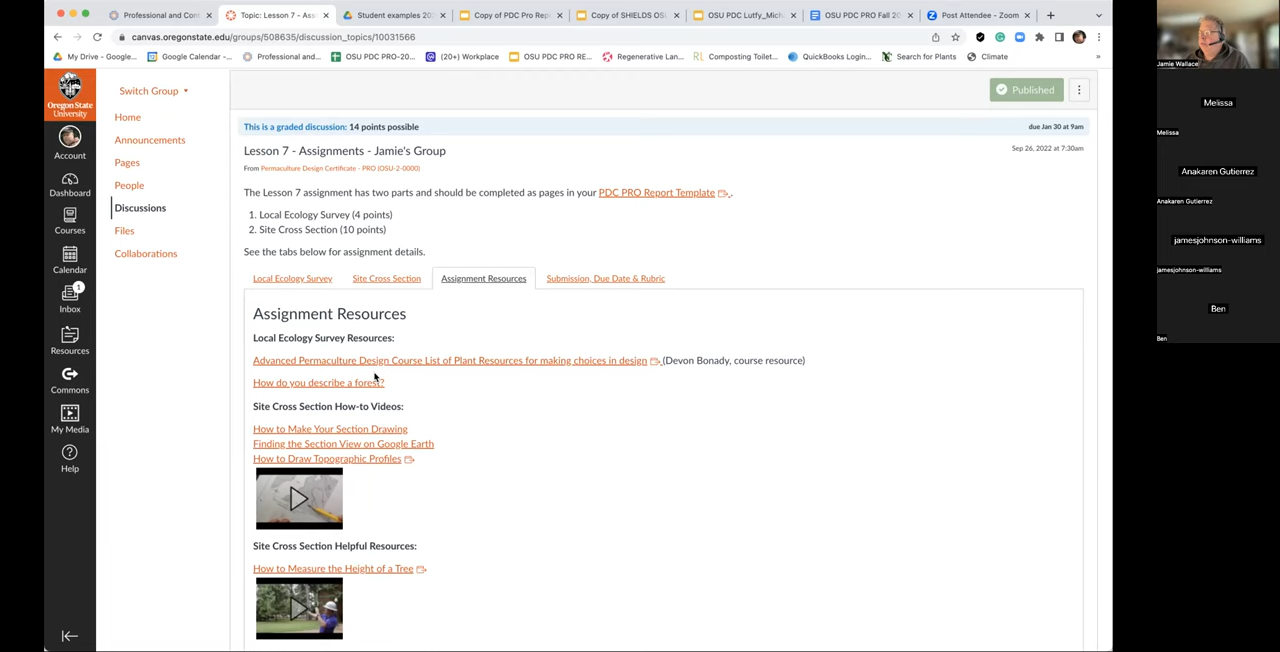 Professional and Con
Topic: Lesson 7 - Assi
Student examples 202
Copy of PDC Pro Rep
Copy of SHIELDS OSU
OSU PDC Lutfy_Mich
OSU PDC PRO Fall 20
Post Attendee - Zoom
canvas.oregonstate.edu/groups/508635/discussion_topics/10031566
My Drive - Google...
Google Calendar -...
Professional and...
OSU PDC PRO-20...
(20+) Workplace
OSU PDC PRO RE...
Regenerative Lan...
Composting Toilet...
QuickBooks Login...
Search for Plants
Climate
»
Oregon State
University
Account
Dashboard
Courses
Calendar
1
Inbox
Resources
Commons
My Media
Help
Switch Group
Home
Announcements
Pages
People
Discussions
Files
Collaborations
Published
This is a graded discussion: 14 points possible
due Jan 30 at 9am
Lesson 7 - Assignments - Jamie's Group
Sep 26, 2022 at 7:30am
From Permaculture Design Certificate - PRO (OSU-2-0000)
The Lesson 7 assignment has two parts and should be completed as pages in your PDC PRO Report Template .
1. Local Ecology Survey (4 points)
2. Site Cross Section (10 points)
See the tabs below for assignment details.
Local Ecology Survey
Site Cross Section
Assignment Resources
Submission, Due Date & Rubric
Assignment Resources
Local Ecology Survey Resources:
Advanced Permaculture Design Course List of Plant Resources for making choices in design (Devon Bonady, course resource)
How do you describe a forest?
Site Cross Section How-to Videos:
How to Make Your Section Drawing
Finding the Section View on Google Earth
How to Draw Topographic Profiles
Site Cross Section Helpful Resources:
How to Measure the Height of a Tree
Jamie Wallace
Melissa
Melissa
Anakaren Gutierrez
Anakaren Gutierrez
jamesjohnson-williams
jamesjohnson-williams
Ben
Ben